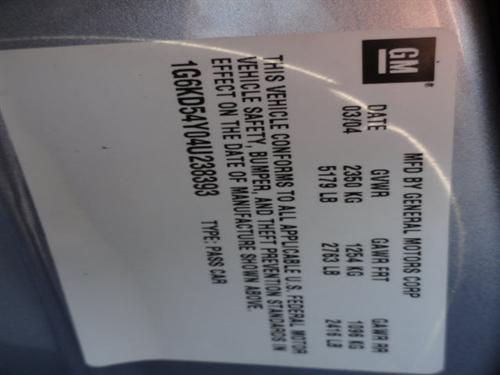 GM
MFD BY GENERAL MOTORS CORP
DATE GVWR GAWR FRT GAWR RR
03/04 2350 KG 1254 KG 1096 KG
5179 LB 2763 LB 2416 LB
THIS VEHICLE CONFORMS TO ALL APPLICABLE U.S. FEDERAL MOTOR
VEHICLE SAFETY, BUMPER, AND THEFT PREVENTION STANDARDS IN
EFFECT ON THE DATE OF MANUFACTURE SHOWN ABOVE.
1G6KD54Y04U238393 TYPE: PASS CAR